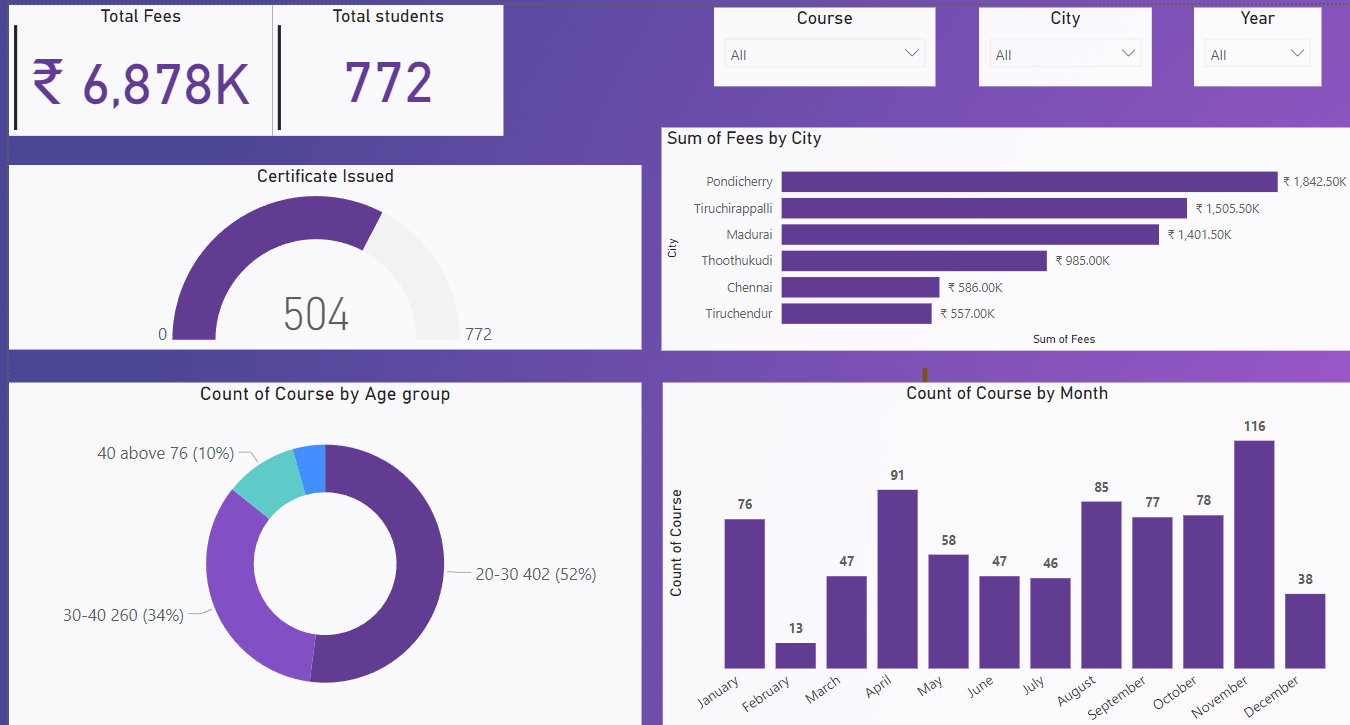 Total Fees
₹ 6,878K
Total students
772
Course
All
City
All
Year
All
Certificate Issued
504
0
772
Sum of Fees by City
City
Pondicherry ₹ 1,842.50K
Tiruchirappalli ₹ 1,505.50K
Madurai ₹ 1,401.50K
Thoothukudi ₹ 985.00K
Chennai ₹ 586.00K
Tiruchendur ₹ 557.00K
Sum of Fees
Count of Course by Age group
40 above 76 (10%)
20-30 402 (52%)
30-40 260 (34%)
Count of Course by Month
Count of Course
76
13
47
91
58
47
46
85
77
78
116
38
January
February
March
April
May
June
July
August
September
October
November
December